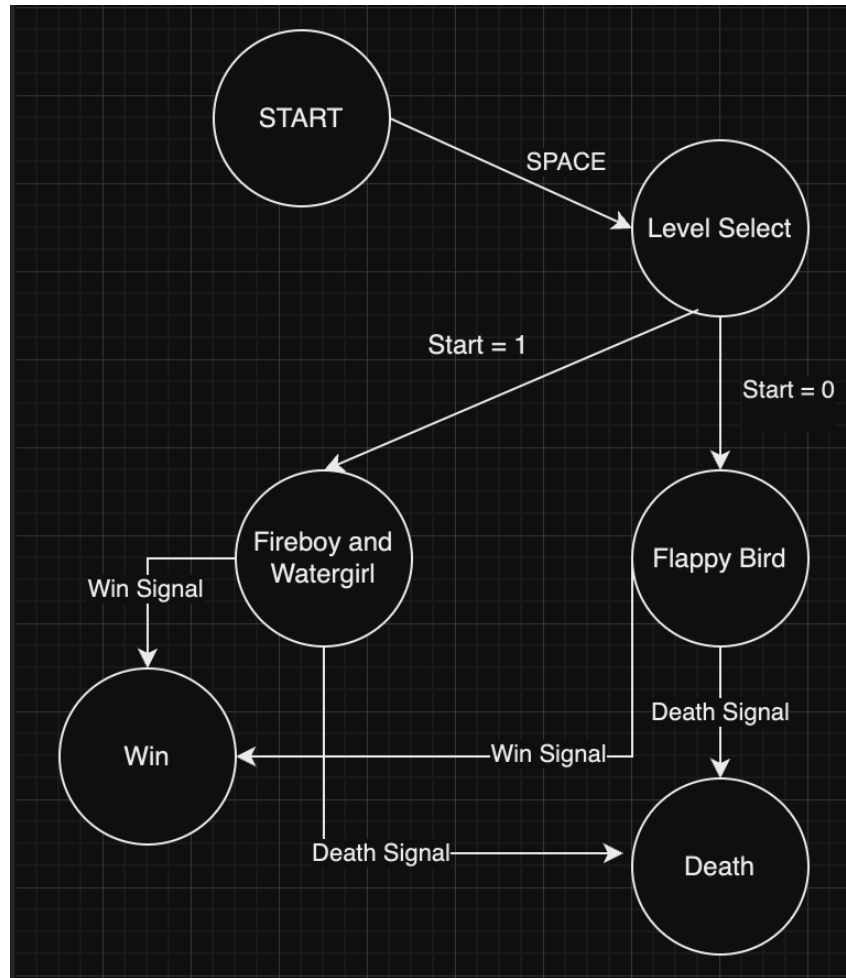 START
SPACE
Level Select
Start = 1
Start = 0
Fireboy and
Watergirl
Flappy Bird
Win Signal
Death Signal
Win
Win Signal
Death Signal
Death